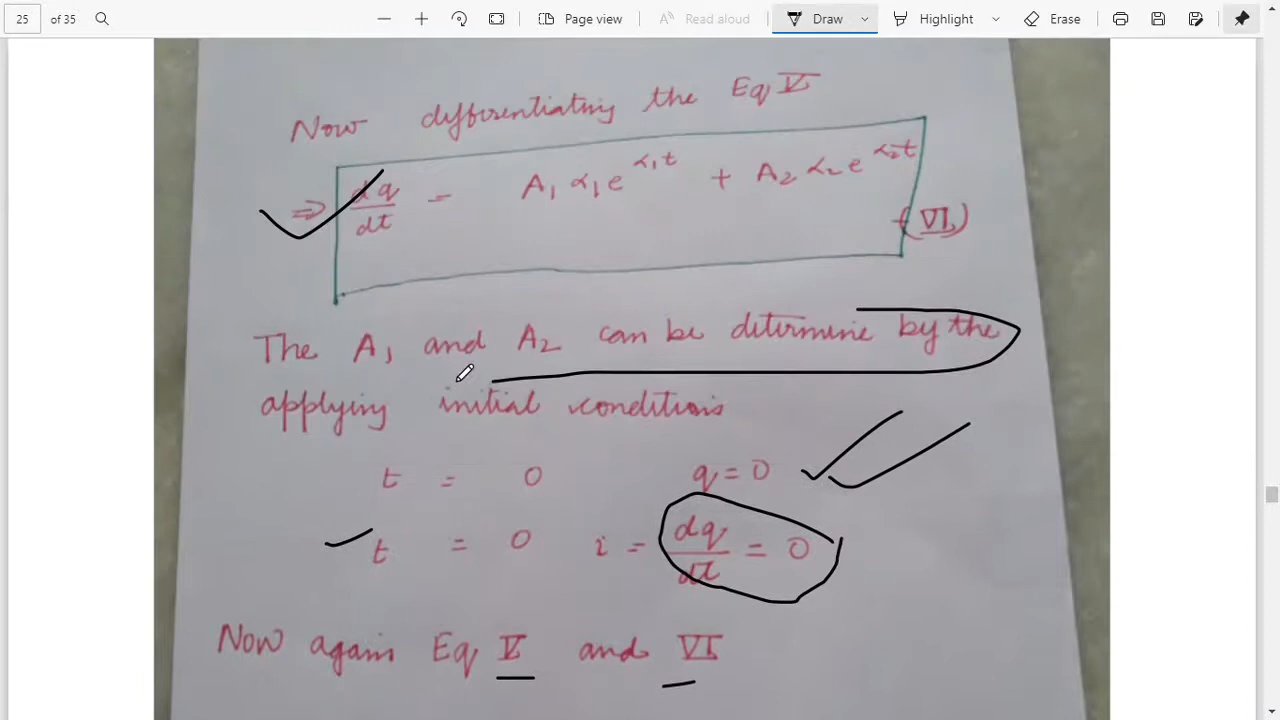 25 of 35 Page view Read aloud Draw Highlight Erase
Now differentiating the Eq V
⇒ dq/dt = A₁ α₁ e^α₁t + A₂ α₂ e^α₂t
(VI)
The A₁ and A₂ can be determine by the
applying initial conditions
t = 0 q = 0
t = 0 i = dq/dt = 0
Now again Eq V and VI